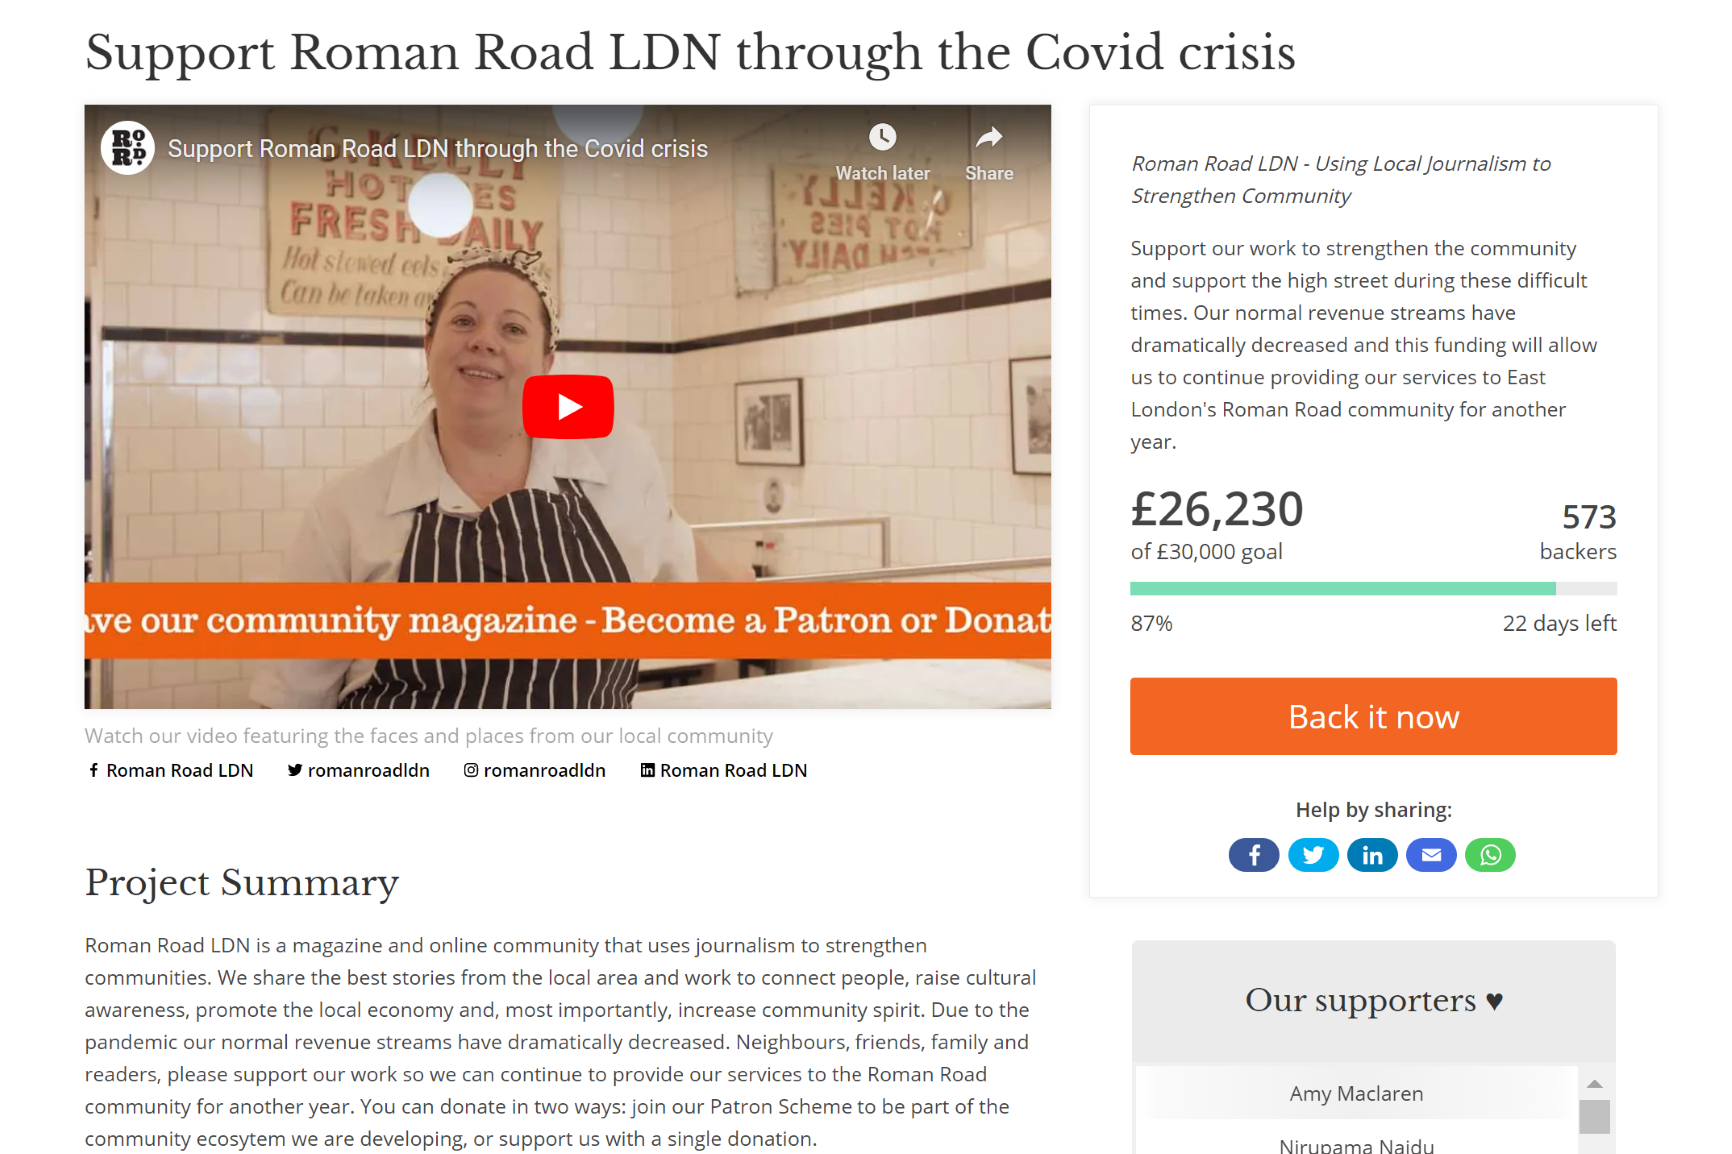 Support Roman Road LDN through the Covid crisis
RO
RD.
Support Roman Road LDN through the Covid crisis
Watch later
Share
G. KELLY
HOT PIES
FRESH DAILY
Hot stewed eels
Can be taken
ave our community magazine - Become a Patron or Donat
Watch our video featuring the faces and places from our local community
Roman Road LDN romanroadldn romanroadldn Roman Road LDN
Project Summary
Roman Road LDN is a magazine and online community that uses journalism to strengthen
communities. We share the best stories from the local area and work to connect people, raise cultural
awareness, promote the local economy and, most importantly, increase community spirit. Due to the
pandemic our normal revenue streams have dramatically decreased. Neighbours, friends, family and
readers, please support our work so we can continue to provide our services to the Roman Road
community for another year. You can donate in two ways: join our Patron Scheme to be part of the
community ecosytem we are developing, or support us with a single donation.
Roman Road LDN - Using Local Journalism to
Strengthen Community
Support our work to strengthen the community
and support the high street during these difficult
times. Our normal revenue streams have
dramatically decreased and this funding will allow
us to continue providing our services to East
London's Roman Road community for another
year.
£26,230
of £30,000 goal
573
backers
87%
22 days left
Back it now
Help by sharing:
Our supporters ♥
Amy Maclaren
Nirupama Naidu